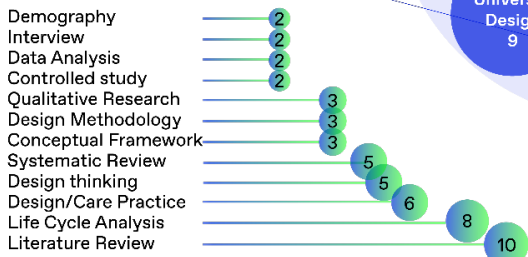 Demography 2
Interview 2
Data Analysis 2
Controlled study 2
Qualitative Research 3
Design Methodology 3
Conceptual Framework 3
Systematic Review 5
Design thinking 5
Design/Care Practice 6
Life Cycle Analysis 8
Literature Review 10
9